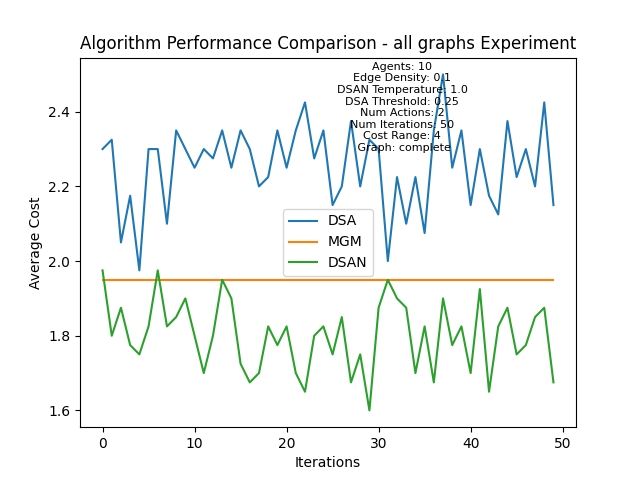 Algorithm Performance Comparison - all graphs Experiment
Agents: 10
Edge Density: 0.1
DSAN Temperature: 1.0
DSA Threshold: 0.25
Num Actions: 2
Num Iterations: 50
Cost Range: 4
Graph: complete
Average Cost
2.4
2.2
2.0
1.8
1.6
DSA
MGM
DSAN
0
10
20
30
40
50
Iterations